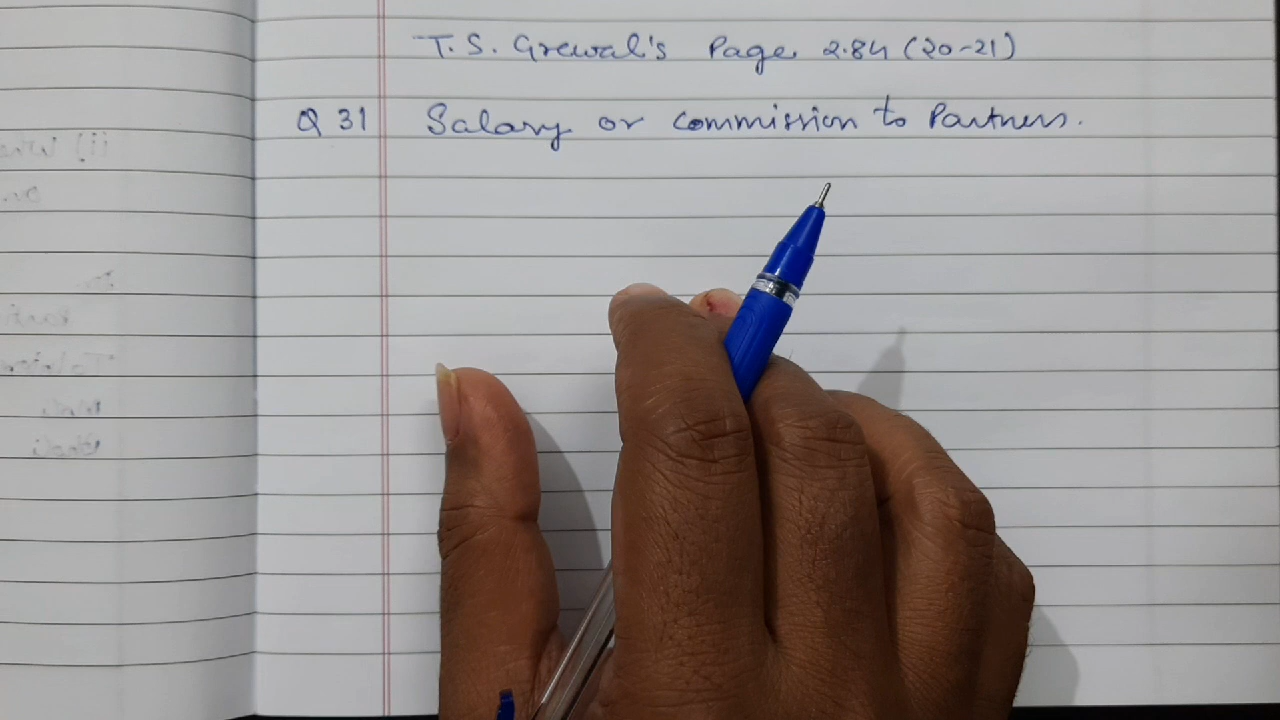 T. S. Grewal's Page 2.84 (20-21)
Q 31 Salary or Commission to Partners.